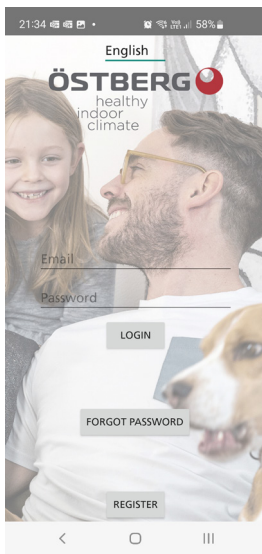 21:34 58%
English
ÖSTBERG
healthy
indoor
climate
Email
Password
LOGIN
FORGOT PASSWORD
REGISTER